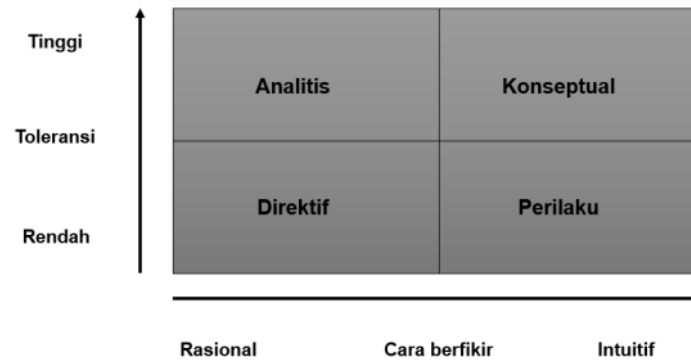 Tinggi
Analitis
Konseptual
Toleransi
Direktif
Perilaku
Rendah
Rasional
Cara berfikir
Intuitif